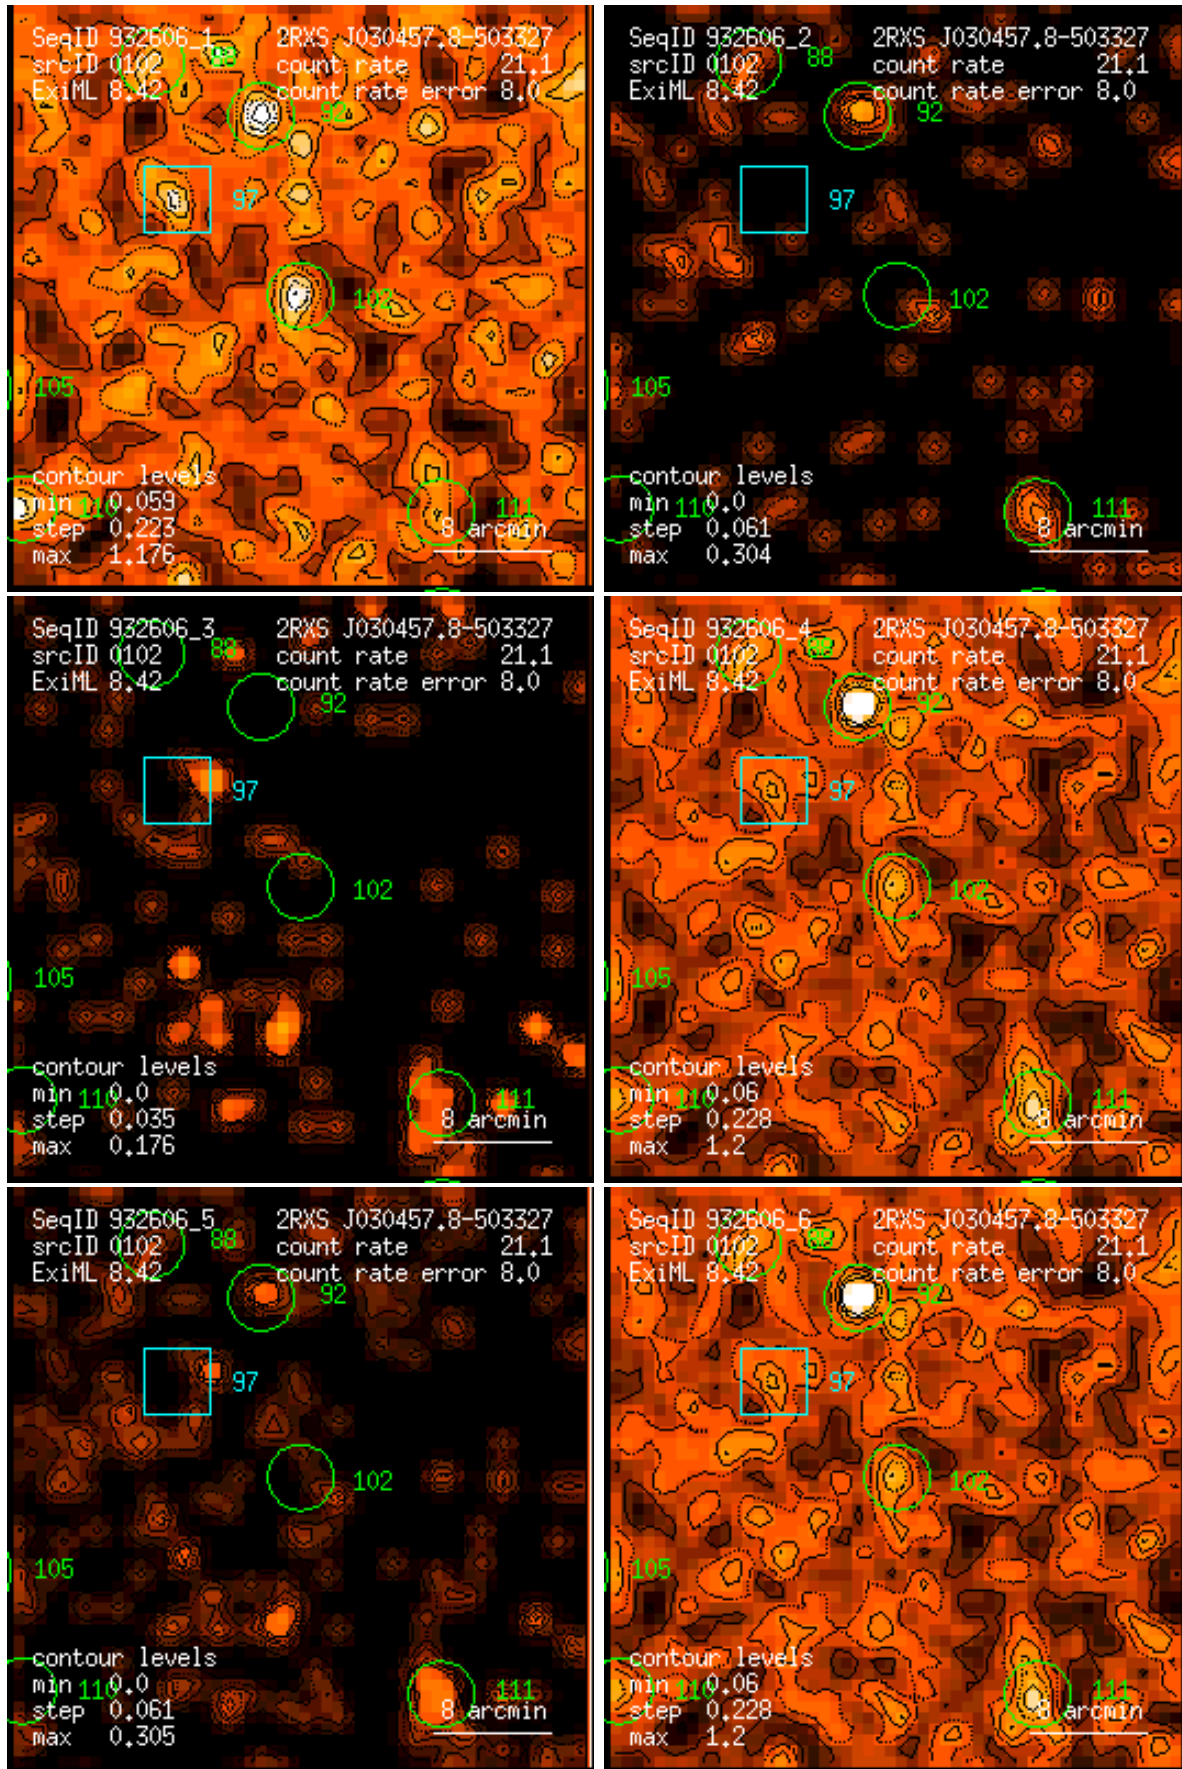 SeqID 932606_1 2RXS J030457.8-503327
srcID 0102 88 count rate 21.1
ExiML 8.42 count rate error 8.0
92
97
102
105
contour levels
min 0.059 110 111
step 0.223 8 arcmin
max 1.176
SeqID 932606_2 2RXS J030457.8-503327
srcID 0102 88 count rate 21.1
ExiML 8.42 count rate error 8.0
92
97
102
105
contour levels
min 0.0 110 111
step 0.061 8 arcmin
max 0.304
SeqID 932606_3 2RXS J030457.8-503327
srcID 0102 88 count rate 21.1
ExiML 8.42 count rate error 8.0
92
97
102
105
contour levels
min 0.0 110 111
step 0.035 8 arcmin
max 0.176
SeqID 932606_4 2RXS J030457.8-503327
srcID 0102 88 count rate 21.1
ExiML 8.42 count rate error 8.0
92
97
102
105
contour levels
min 0.06 110 111
step 0.228 8 arcmin
max 1.2
SeqID 932606_5 2RXS J030457.8-503327
srcID 0102 88 count rate 21.1
ExiML 8.42 count rate error 8.0
92
97
102
105
contour levels
min 0.0 110 111
step 0.061 8 arcmin
max 0.305
SeqID 932606_6 2RXS J030457.8-503327
srcID 0102 88 count rate 21.1
ExiML 8.42 count rate error 8.0
92
97
102
105
contour levels
min 0.06 110 111
step 0.228 8 arcmin
max 1.2